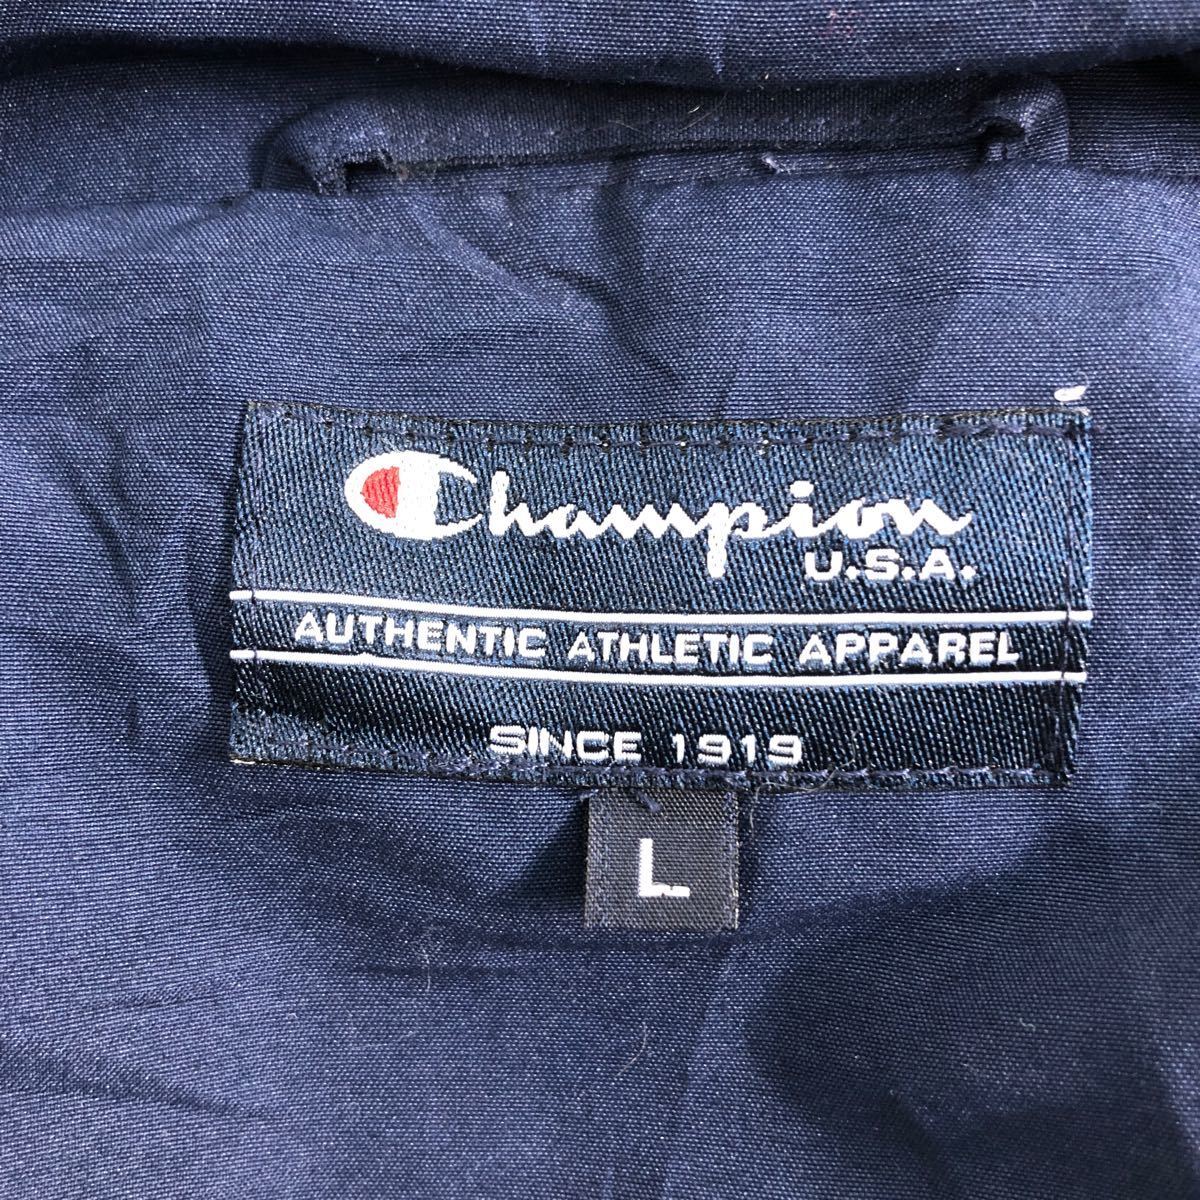 Champion
U.S.A.
AUTHENTIC ATHLETIC APPAREL
SINCE 1919
L